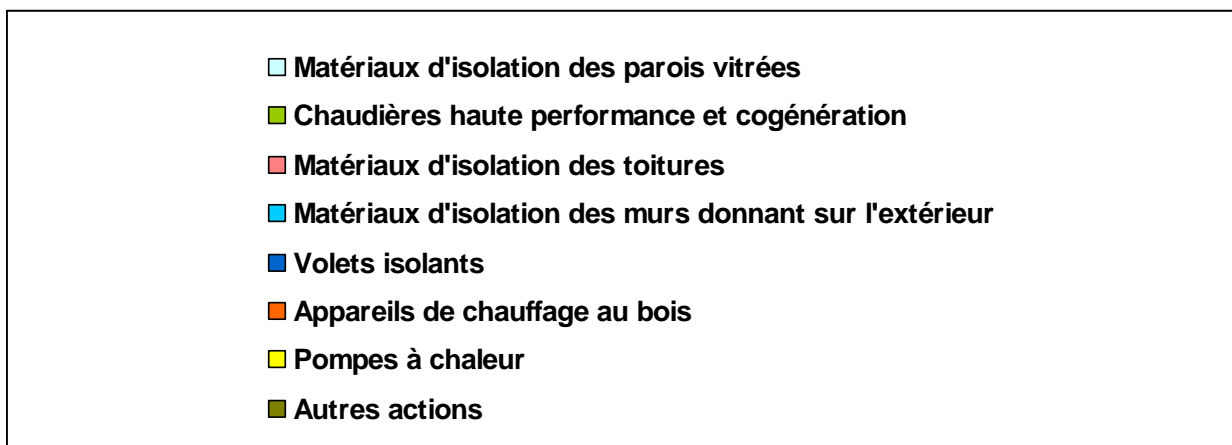 Matériaux d'isolation des parois vitrées
Chaudières haute performance et cogénération
Matériaux d'isolation des toitures
Matériaux d'isolation des murs donnant sur l'extérieur
Volets isolants
Appareils de chauffage au bois
Pompes à chaleur
Autres actions